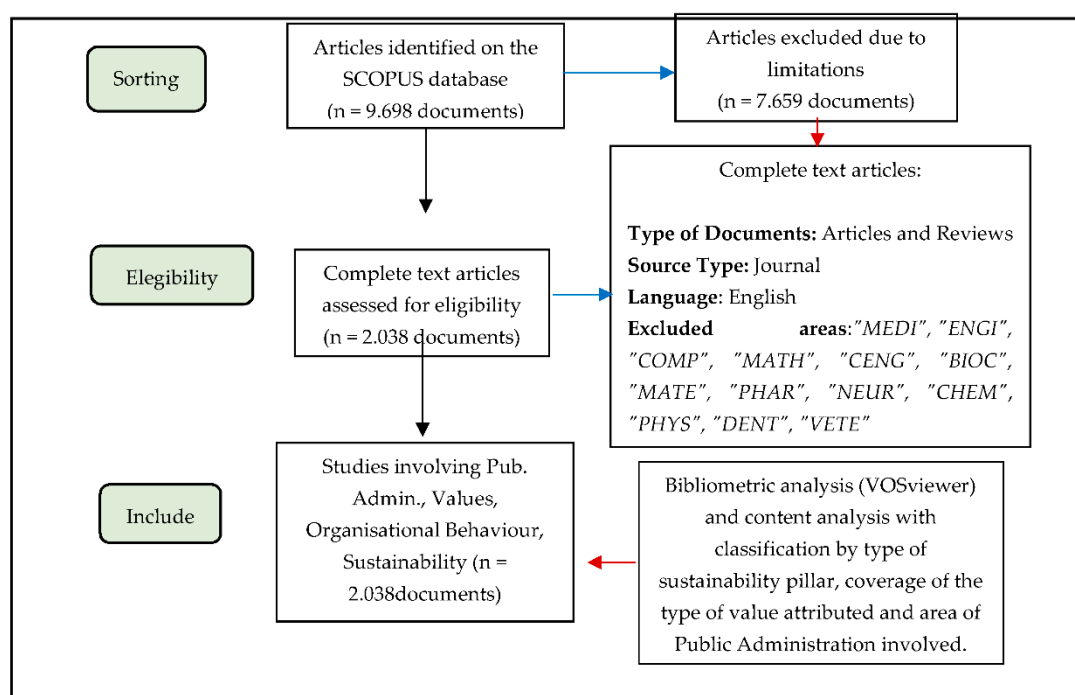 Sorting
Articles identified on the
SCOPUS database
(n = 9.698 documents)
Articles excluded due to
limitations
(n = 7.659 documents)
Complete text articles:
Type of Documents: Articles and Reviews
Source Type: Journal
Language: English
Excluded areas:"MEDI", "ENGI",
"COMP", "MATH", "CENG", "BIOC",
"MATE", "PHAR", "NEUR", "CHEM",
"PHYS", "DENT", "VETE"
Elegibility
Complete text articles
assessed for eligibility
(n = 2.038 documents)
Include
Studies involving Pub.
Admin., Values,
Organisational Behaviour,
Sustainability (n =
2.038documents)
Bibliometric analysis (VOSviewer)
and content analysis with
classification by type of
sustainability pillar, coverage of the
type of value attributed and area of
Public Administration involved.